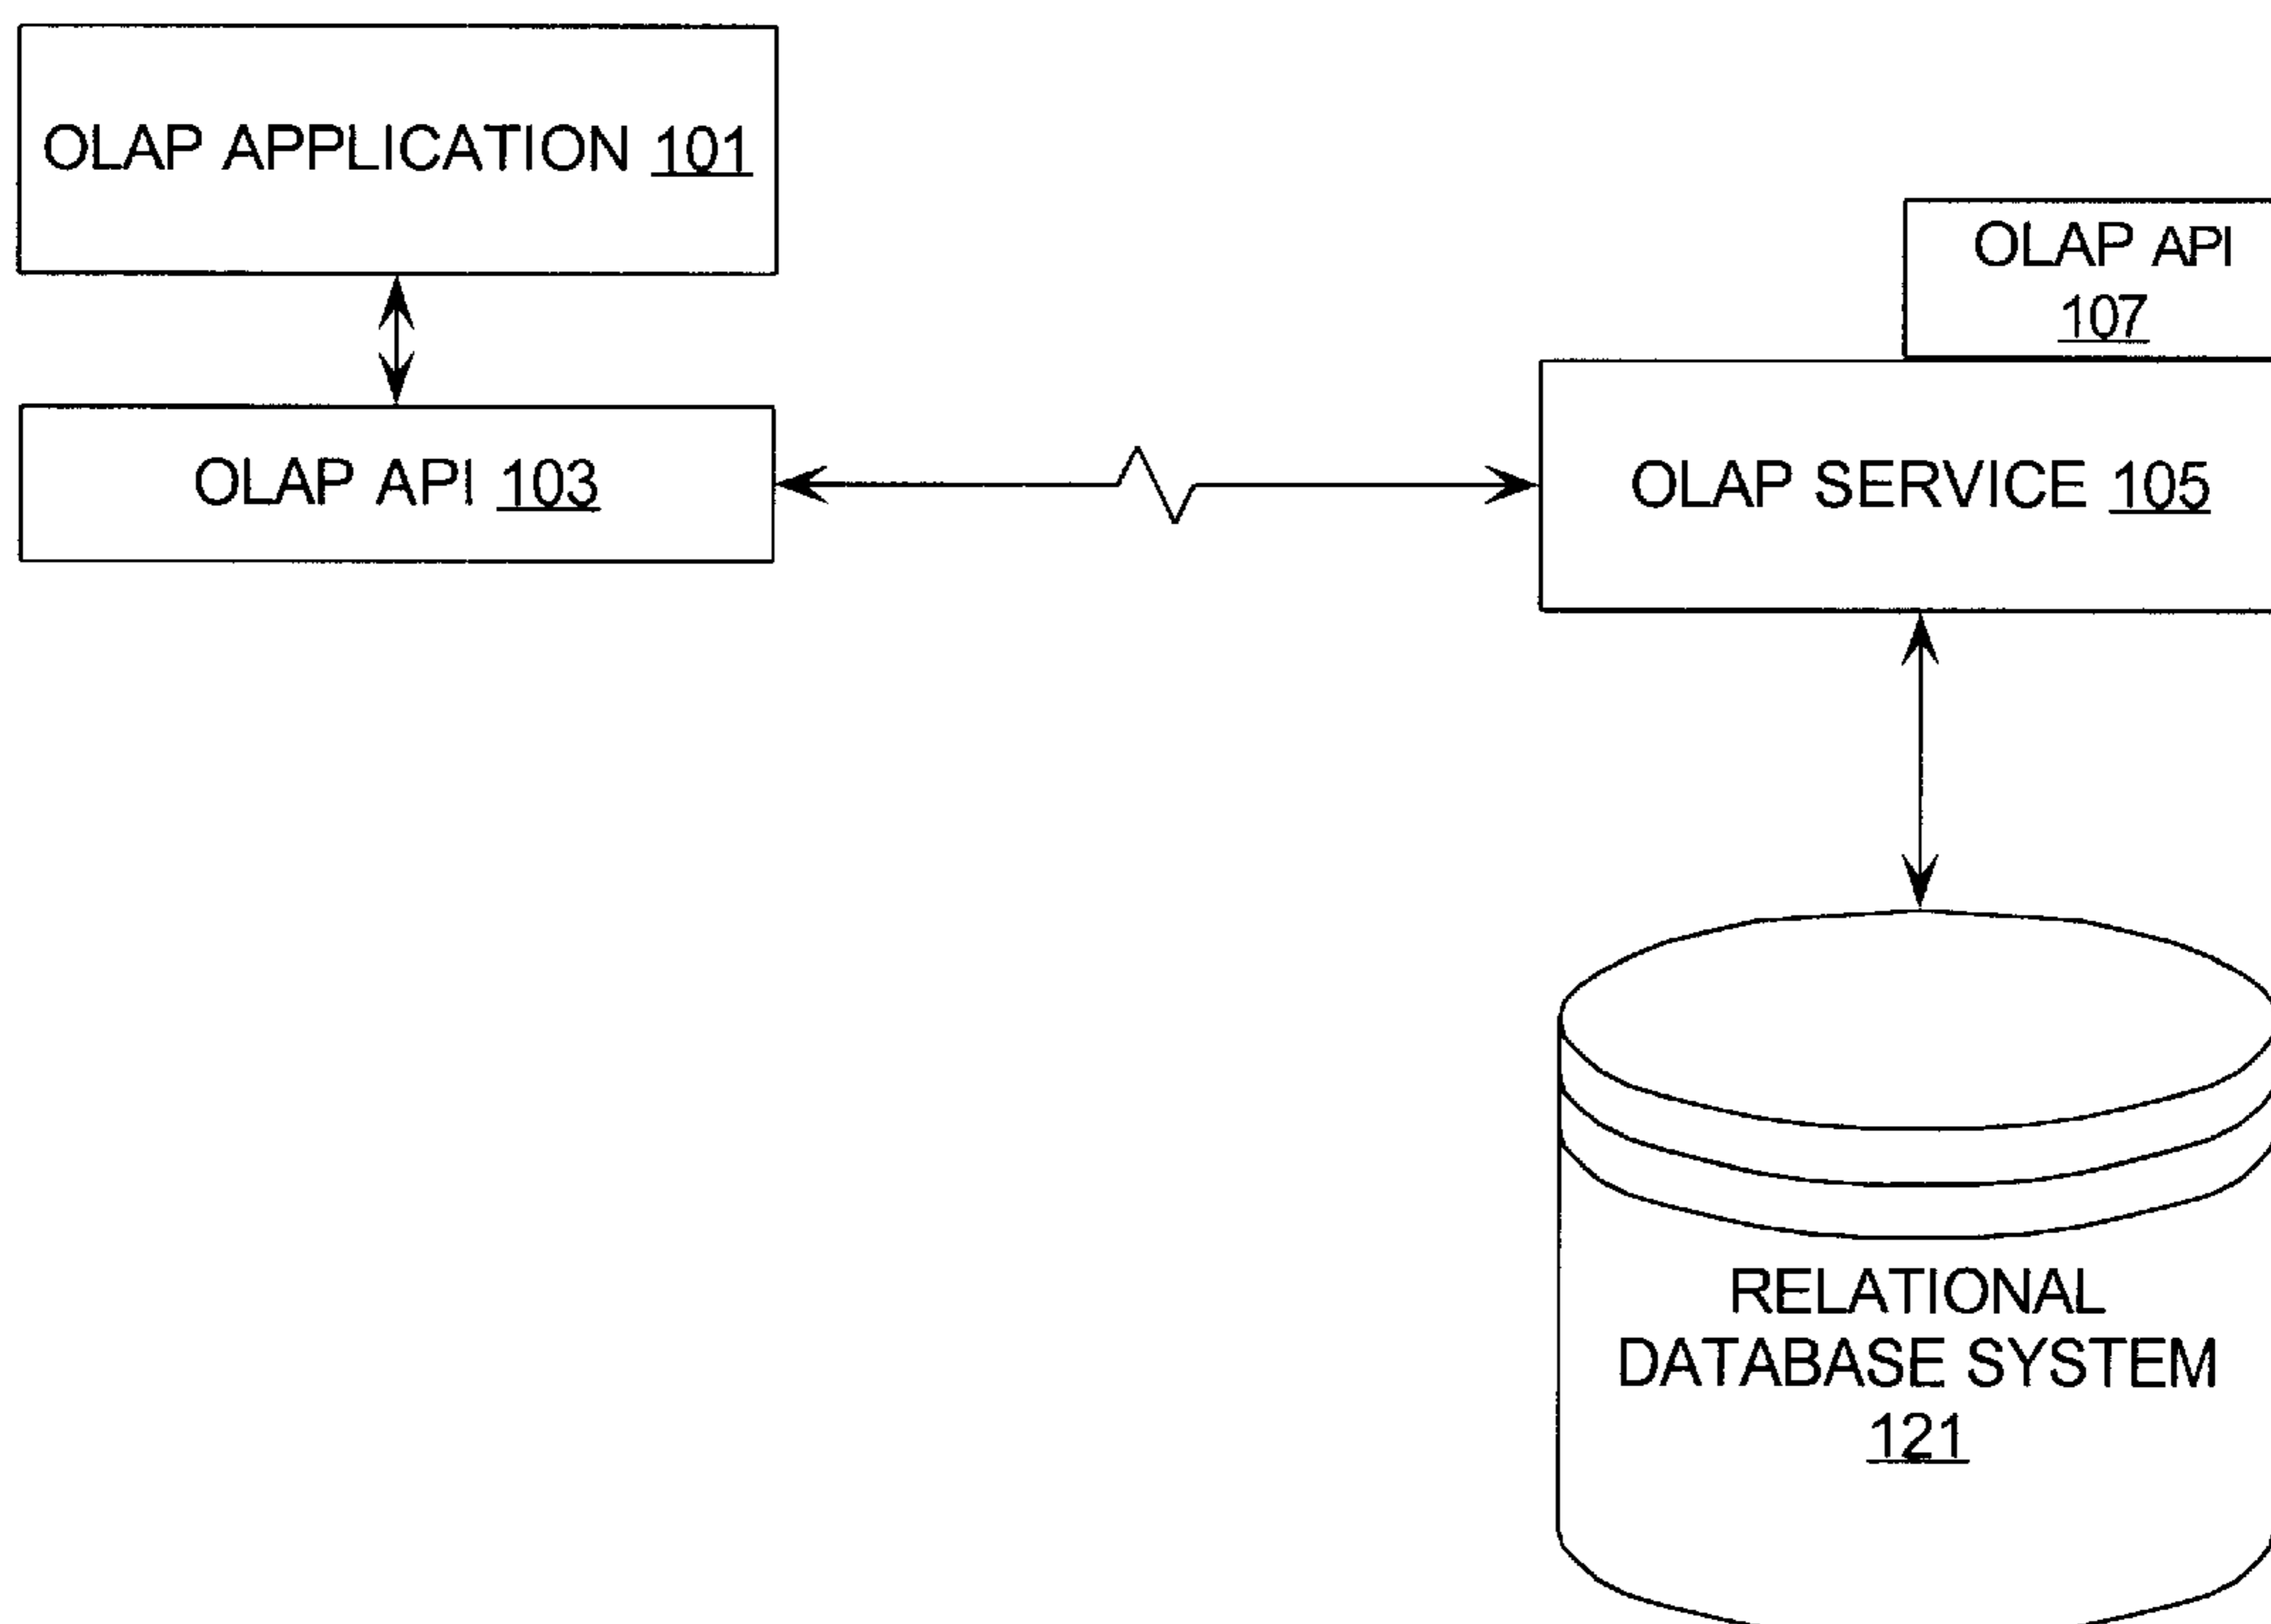 OLAP APPLICATION 101
OLAP API 103
OLAP API
107
OLAP SERVICE 105
RELATIONAL
DATABASE SYSTEM
121